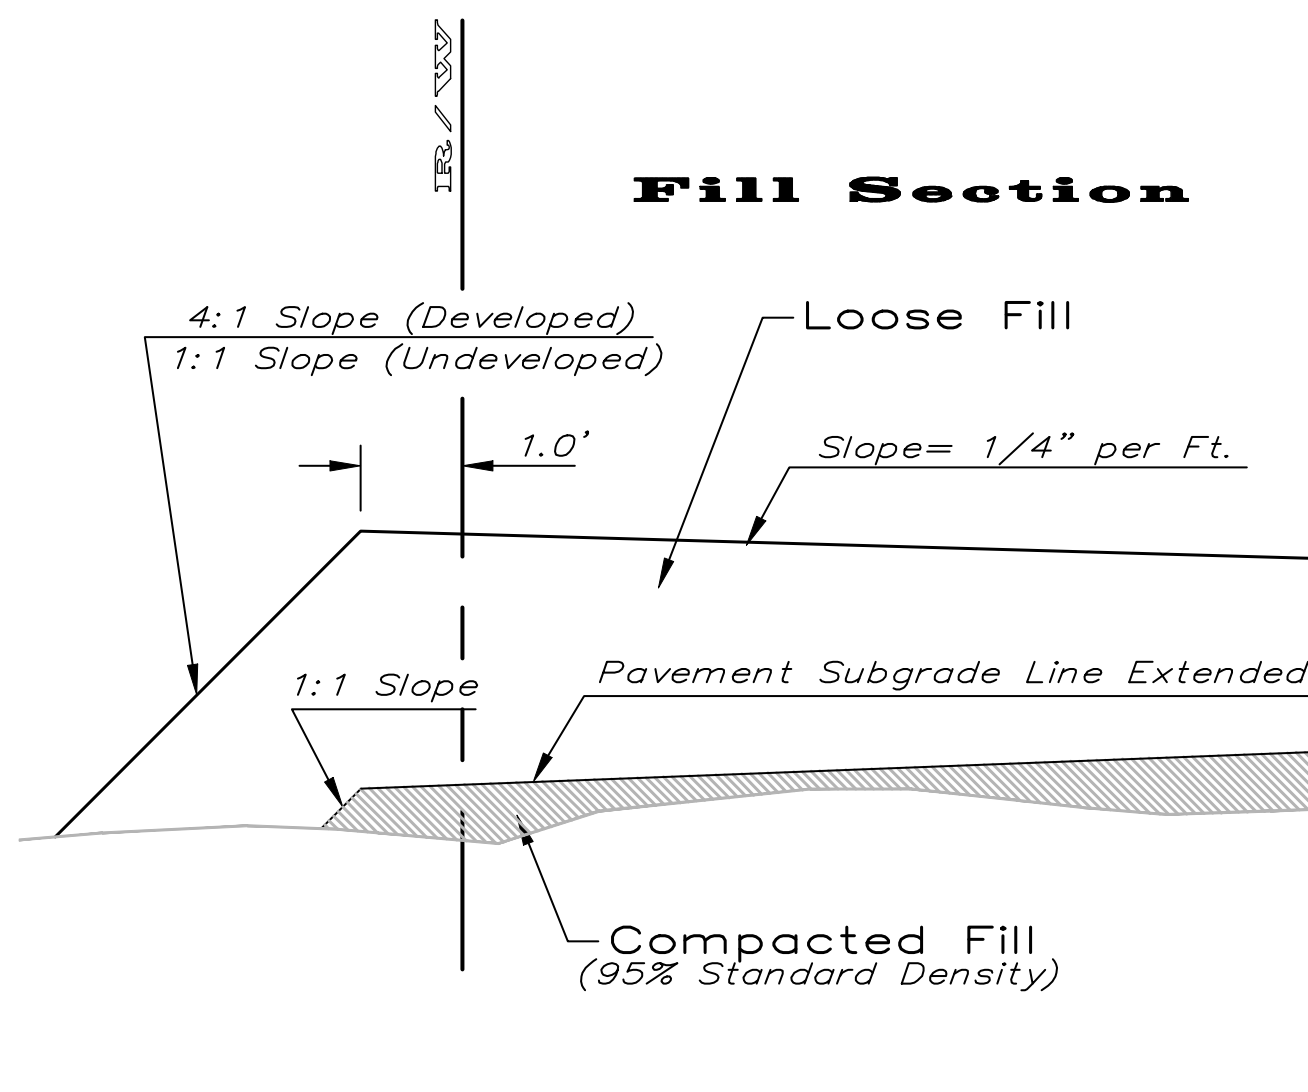 R/W
Fill Section
4:1 Slope (Developed)
1:1 Slope (Undeveloped)
Loose Fill
1.0'
Slope= 1/4" per Ft.
1:1 Slope
Pavement Subgrade Line Extended
Compacted Fill
(95% Standard Density)